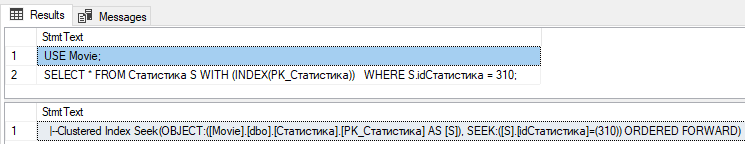 Results Messages
StmtText
1 USE Movie;
2 SELECT * FROM Статистика S WITH (INDEX(PK_Статистика)) WHERE S.idСтатистика = 310;
StmtText
1 |--Clustered Index Seek(OBJECT:([Movie].[dbo].[Статистика].[PK_Статистика] AS [S]), SEEK:([S].[idСтатистика]=(310)) ORDERED FORWARD)